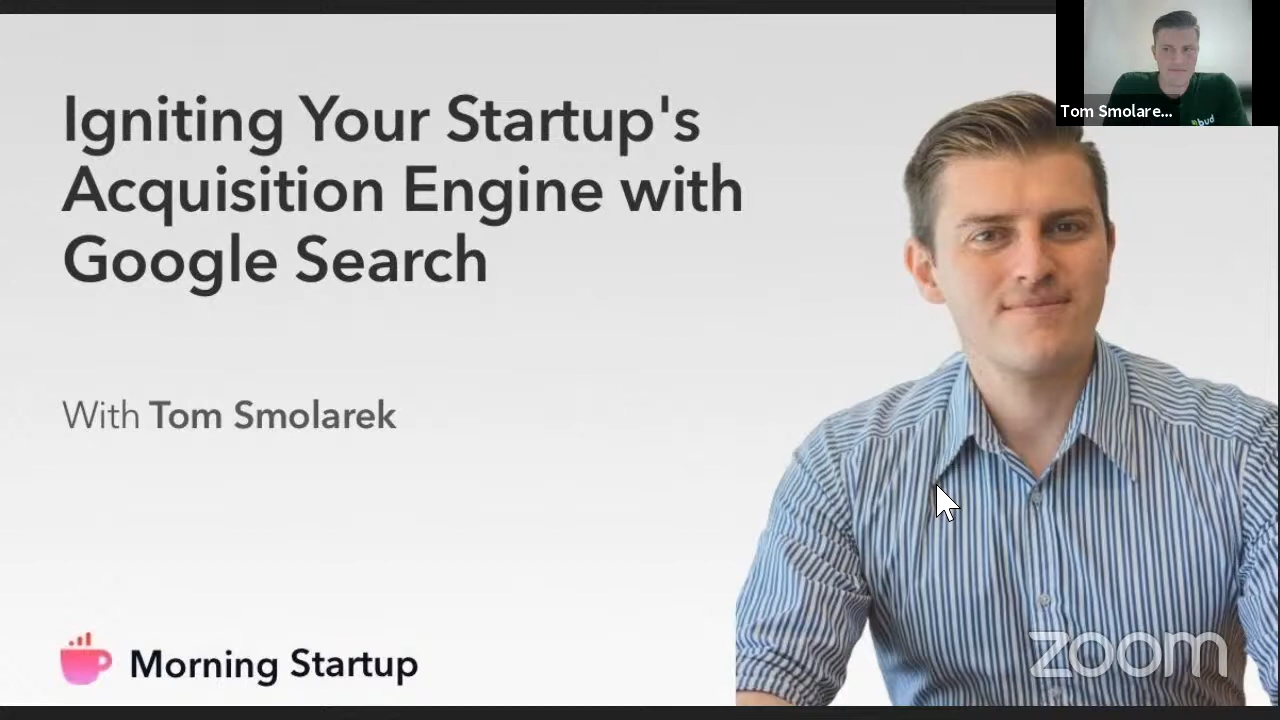 Igniting Your Startup's
Acquisition Engine with
Google Search
With Tom Smolarek
Morning Startup
Tom Smolare...
bud
zoom